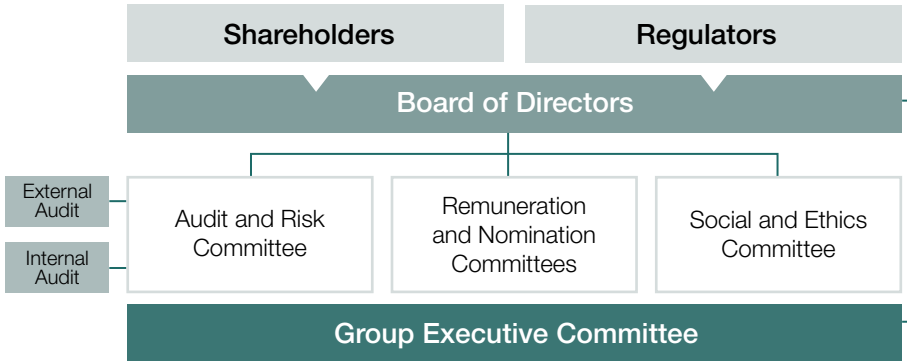 Shareholders
Regulators
Board of Directors
External
Audit
Internal
Audit
Audit and Risk
Committee
Remuneration
and Nomination
Committees
Social and Ethics
Committee
Group Executive Committee